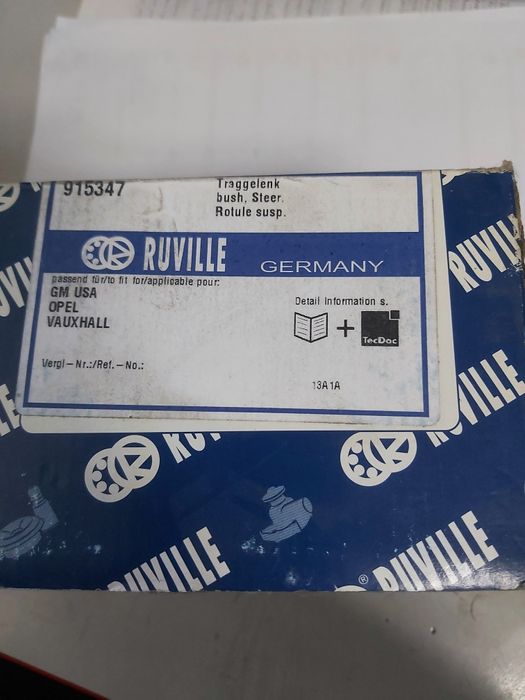 915347
Traggelenk
bush, Steer.
Rotule susp.
RUVILLE GERMANY
passend für/to fit for/applicable pour:
GM USA
OPEL
VAUXHALL
Detail Information s.
+
TecDoc
Vergl-Nr.:/Ref.-No.:
13A1A
RUVILLE
RUVILLE
RUVILLE
RUVILLE
® RUVILLE